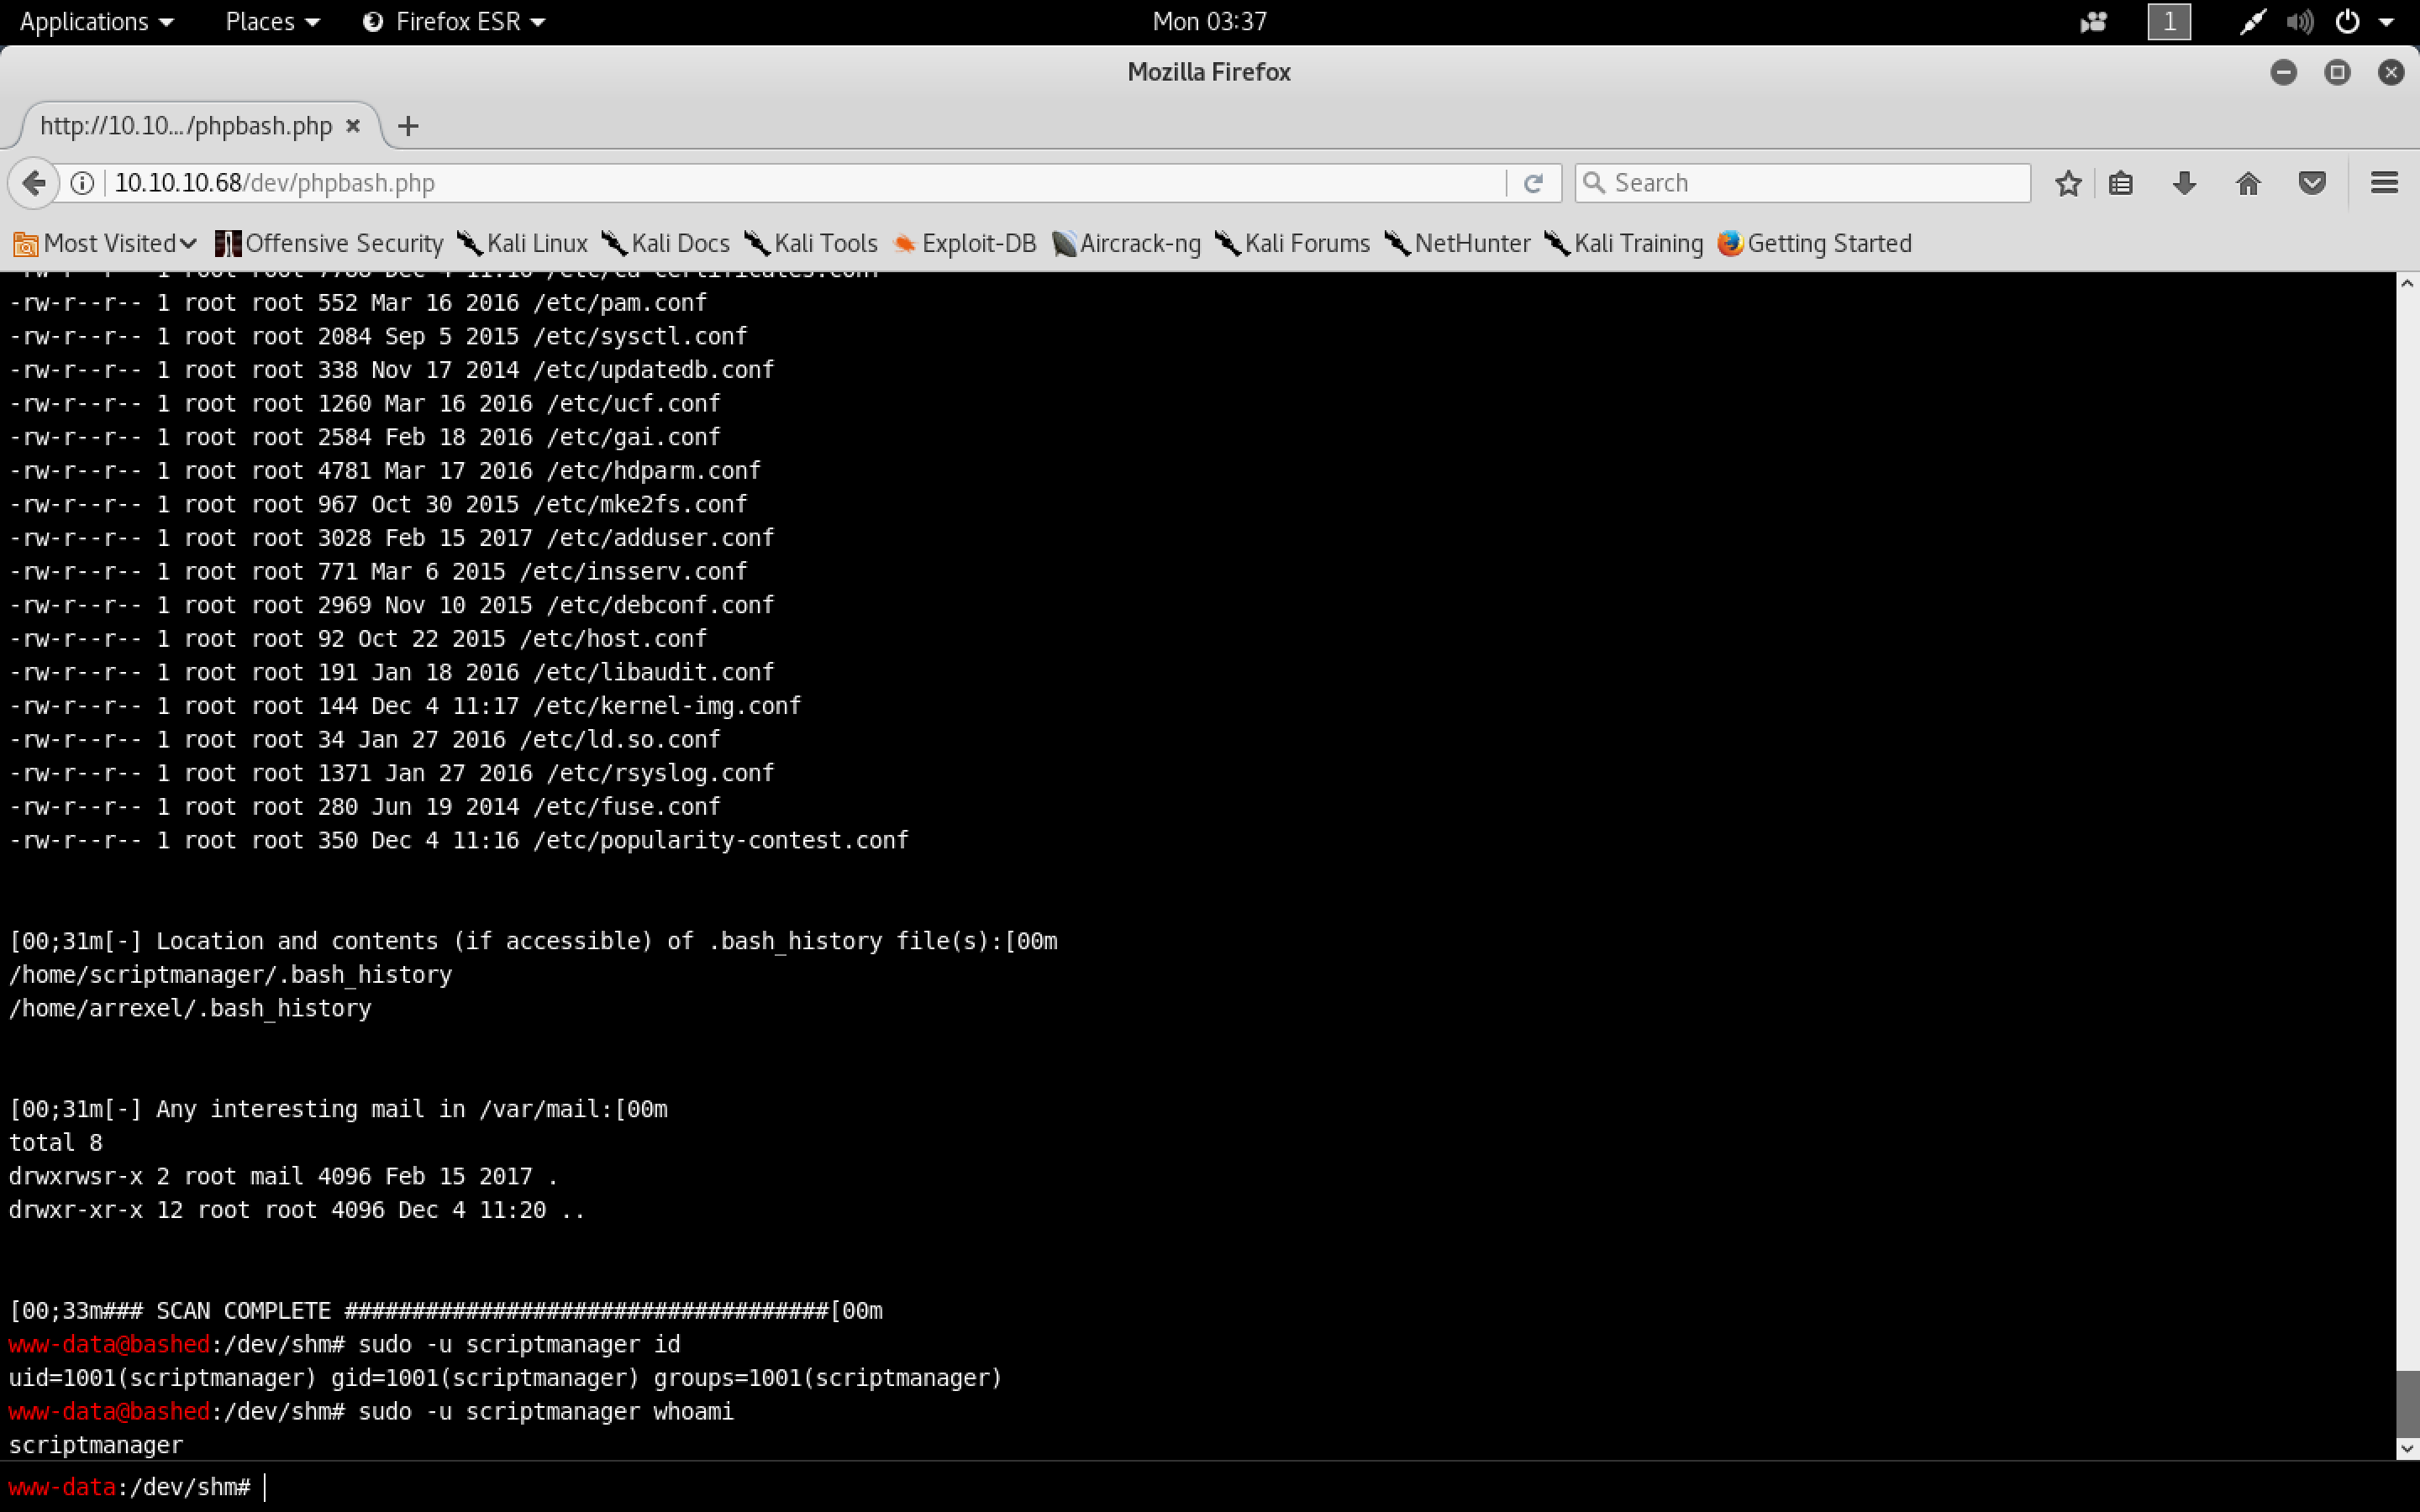 Applications Places Firefox ESR Mon 03:37 1
Mozilla Firefox
http://10.10.../phpbash.php
10.10.10.68/dev/phpbash.php Search
Most Visited Offensive Security Kali Linux Kali Docs Kali Tools Exploit-DB Aircrack-ng Kali Forums NetHunter Kali Training Getting Started
-rw-r--r-- 1 root root 7788 Dec 4 11:16 /etc/ca-certificates.conf
-rw-r--r-- 1 root root 552 Mar 16 2016 /etc/pam.conf
-rw-r--r-- 1 root root 2084 Sep 5 2015 /etc/sysctl.conf
-rw-r--r-- 1 root root 338 Nov 17 2014 /etc/updatedb.conf
-rw-r--r-- 1 root root 1260 Mar 16 2016 /etc/ucf.conf
-rw-r--r-- 1 root root 2584 Feb 18 2016 /etc/gai.conf
-rw-r--r-- 1 root root 4781 Mar 17 2016 /etc/hdparm.conf
-rw-r--r-- 1 root root 967 Oct 30 2015 /etc/mke2fs.conf
-rw-r--r-- 1 root root 3028 Feb 15 2017 /etc/adduser.conf
-rw-r--r-- 1 root root 771 Mar 6 2015 /etc/insserv.conf
-rw-r--r-- 1 root root 2969 Nov 10 2015 /etc/debconf.conf
-rw-r--r-- 1 root root 92 Oct 22 2015 /etc/host.conf
-rw-r--r-- 1 root root 191 Jan 18 2016 /etc/libaudit.conf
-rw-r--r-- 1 root root 144 Dec 4 11:17 /etc/kernel-img.conf
-rw-r--r-- 1 root root 34 Jan 27 2016 /etc/ld.so.conf
-rw-r--r-- 1 root root 1371 Jan 27 2016 /etc/rsyslog.conf
-rw-r--r-- 1 root root 280 Jun 19 2014 /etc/fuse.conf
-rw-r--r-- 1 root root 350 Dec 4 11:16 /etc/popularity-contest.conf
[00;31m[-] Location and contents (if accessible) of .bash_history file(s):[00m
/home/scriptmanager/.bash_history
/home/arrexel/.bash_history
[00;31m[-] Any interesting mail in /var/mail:[00m
total 8
drwxrwsr-x 2 root mail 4096 Feb 15 2017 .
drwxr-xr-x 12 root root 4096 Dec 4 11:20 ..
[00;33m### SCAN COMPLETE ####################################[00m
www-data@bashed:/dev/shm# sudo -u scriptmanager id
uid=1001(scriptmanager) gid=1001(scriptmanager) groups=1001(scriptmanager)
www-data@bashed:/dev/shm# sudo -u scriptmanager whoami
scriptmanager
www-data:/dev/shm#